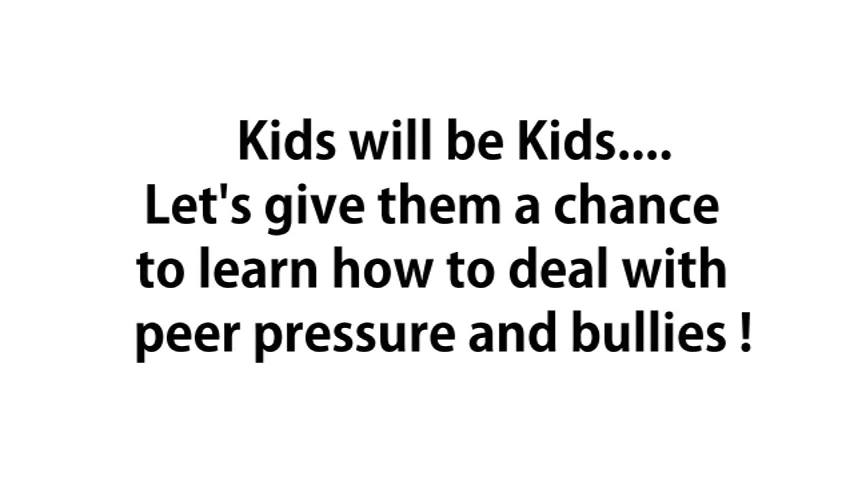 Kids will be Kids....
Let's give them a chance
to learn how to deal with
peer pressure and bullies !